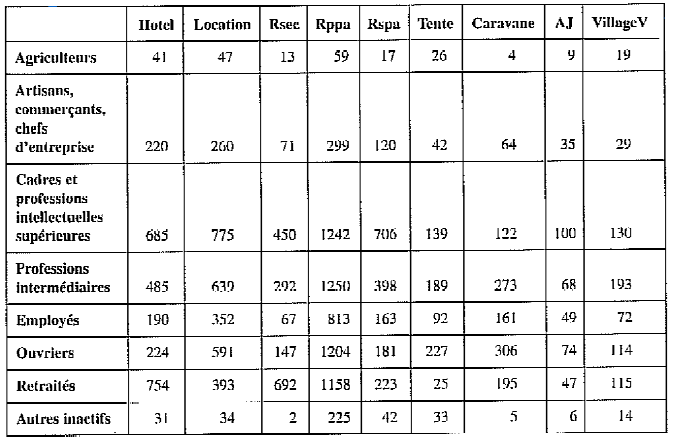 Hotel Location Rsec Rppa Rspa Tente Caravane AJ VillageV
Agriculteurs 41 47 13 59 17 26 4 9 19
Artisans,
commerçants,
chefs
d'entreprise 220 260 71 299 120 42 64 35 29
Cadres et
professions
intellectuelles
supérieures 685 775 450 1242 706 139 122 100 130
Professions
intermédiaires 485 639 292 1250 398 189 273 68 193
Employés 190 352 67 813 163 92 161 49 72
Ouvriers 224 591 147 1204 181 227 306 74 114
Retraités 754 393 692 1158 223 25 195 47 115
Autres inactifs 31 34 2 225 42 33 5 6 14